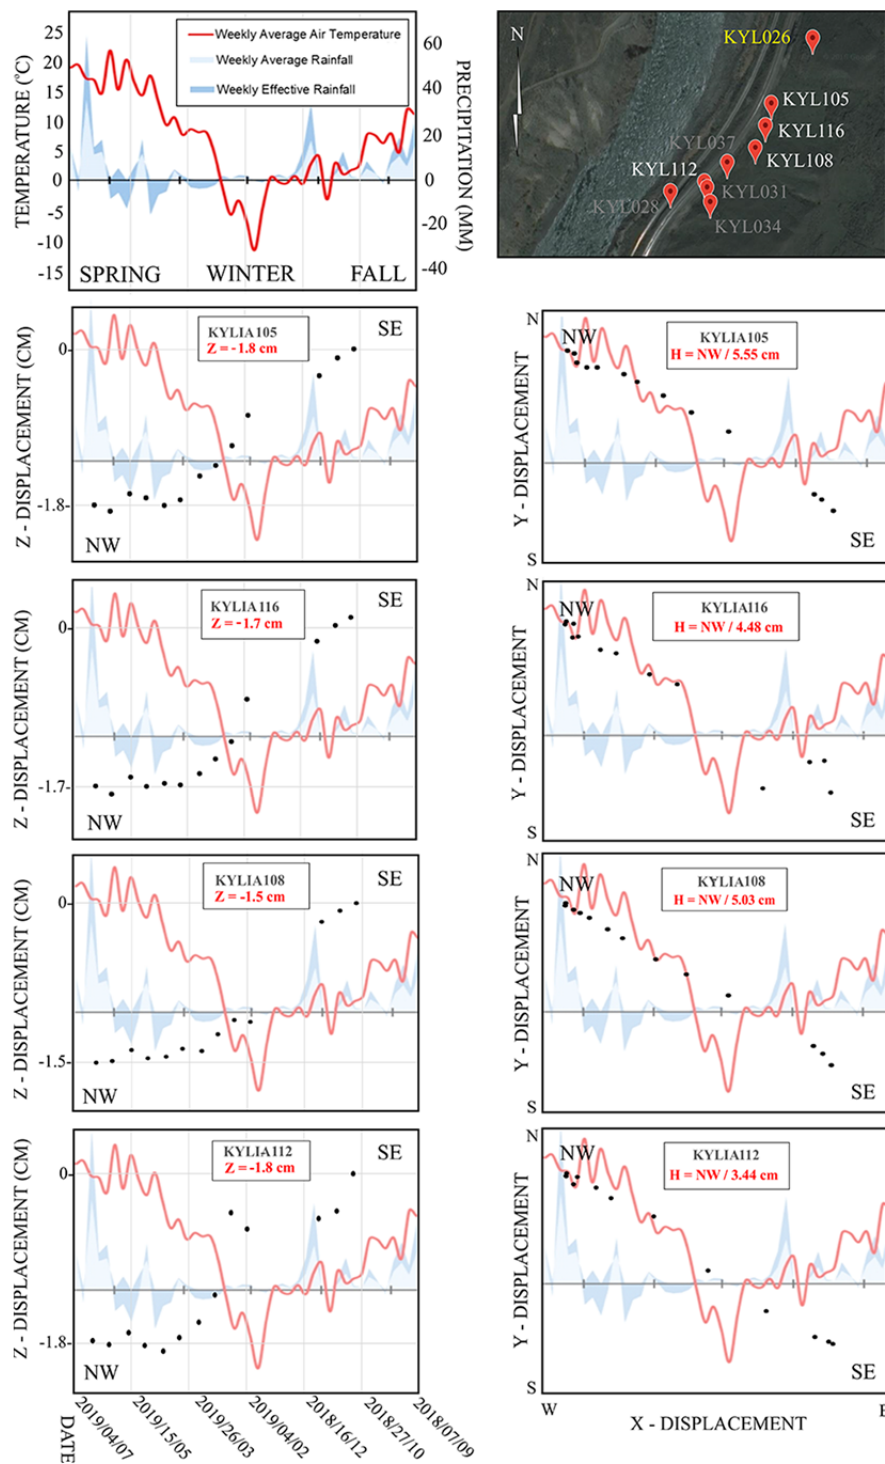 TEMPERATURE (°C)
25
20
15
10
5
0
-5
-10
-15
Weekly Average Air Temperature
Weekly Average Rainfall
Weekly Effective Rainfall
SPRING WINTER FALL
60
40
20
0
-20
-40
PRECIPITATION (MM)
N
KYL026
KYL105
KYL116
KYL037
KYL108
KYL112
KYL031
KYL028
KYL034
Z - DISPLACEMENT (CM)
0
-1.8
KYLIA105
Z = -1.8 cm
SE
NW
Y - DISPLACEMENT
N
S
NW
KYLIA105
H = NW / 5.55 cm
SE
Z - DISPLACEMENT (CM)
0
-1.7
KYLIA116
Z = -1.7 cm
SE
NW
Y - DISPLACEMENT
N
S
NW
KYLIA116
H = NW / 4.48 cm
SE
Z - DISPLACEMENT (CM)
0
-1.5
KYLIA108
Z = -1.5 cm
SE
NW
Y - DISPLACEMENT
N
S
NW
KYLIA108
H = NW / 5.03 cm
SE
Z - DISPLACEMENT (CM)
0
-1.8
KYLIA112
Z = -1.8 cm
SE
NW
Y - DISPLACEMENT
N
S
NW
KYLIA112
H = NW / 3.44 cm
SE
DATE
2019/04/07
2019/15/05
2019/26/03
2019/04/02
2018/16/12
2018/27/10
2018/07/09
W
X - DISPLACEMENT
E